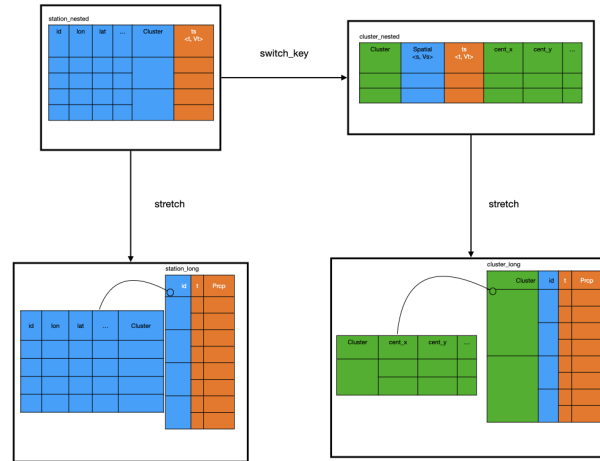 station_nested
id lon lat ... Cluster ts
<t, Vt>
switch_key
cluster_nested
Cluster Spatial ts cent_x cent_y ...
<s, Vs> <t, Vt>
stretch
stretch
station_long
id t Prcp
id lon lat ... Cluster
cluster_long
Cluster id t Prcp
Cluster cent_x cent_y ...